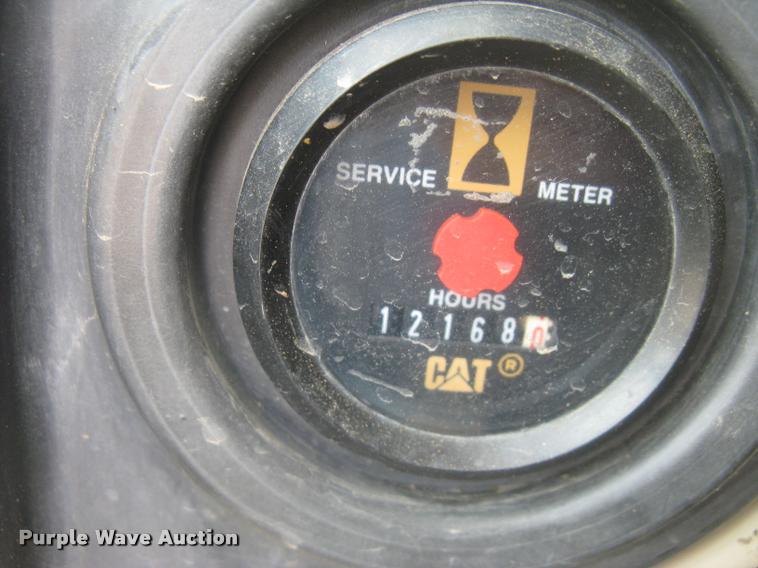 SERVICE METER
HOURS
121680
CAT®
Purple Wave Auction